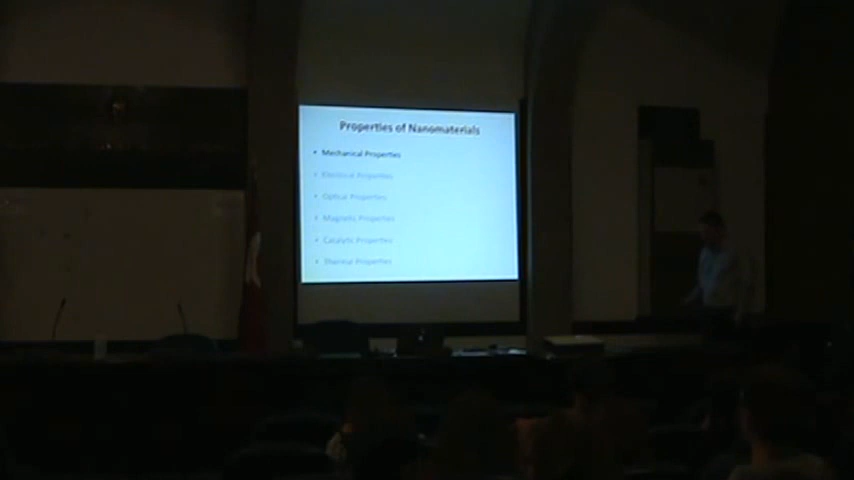 Properties of Nanomaterials
• Mechanical Properties
• Electrical Properties
• Optical Properties
• Magnetic Properties
• Catalytic Properties
• Thermal Properties